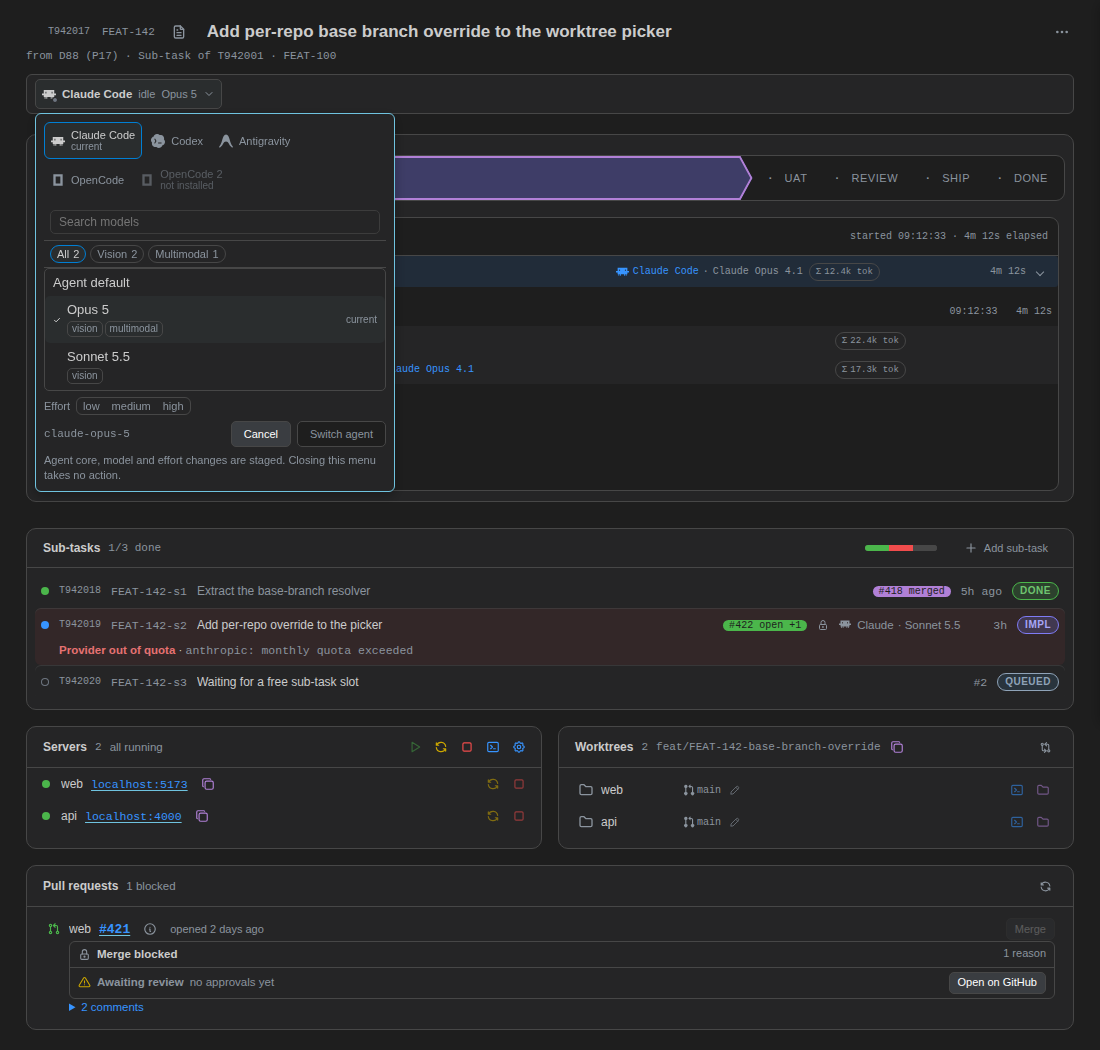 T942017 FEAT-142 Add per-repo base branch override to the worktree picker
from D88 (P17) · Sub-task of T942001 · FEAT-100
Claude Code idle Opus 5
Claude Code
current
Codex
Antigravity
OpenCode
OpenCode 2
not installed
Search models
All 2 Vision 2 Multimodal 1
Agent default
Opus 5
vision multimodal
current
Sonnet 5.5
vision
Effort low medium high
claude-opus-5
Cancel
Switch agent
Agent core, model and effort changes are staged. Closing this menu
takes no action.
· UAT · REVIEW · SHIP · DONE
started 09:12:33 · 4m 12s elapsed
Claude Code · Claude Opus 4.1 Σ 12.4k tok 4m 12s
09:12:33 4m 12s
Σ 22.4k tok
aude Opus 4.1 Σ 17.3k tok
Sub-tasks 1/3 done
Add sub-task
T942018 FEAT-142-s1 Extract the base-branch resolver #418 merged 5h ago DONE
T942019 FEAT-142-s2 Add per-repo override to the picker #422 open +1 Claude · Sonnet 5.5 3h IMPL
Provider out of quota · anthropic: monthly quota exceeded
T942020 FEAT-142-s3 Waiting for a free sub-task slot #2 QUEUED
Servers 2 all running
web localhost:5173
api localhost:4000
Worktrees 2 feat/FEAT-142-base-branch-override
web main
api main
Pull requests 1 blocked
web #421 opened 2 days ago Merge
Merge blocked 1 reason
Awaiting review no approvals yet Open on GitHub
2 comments